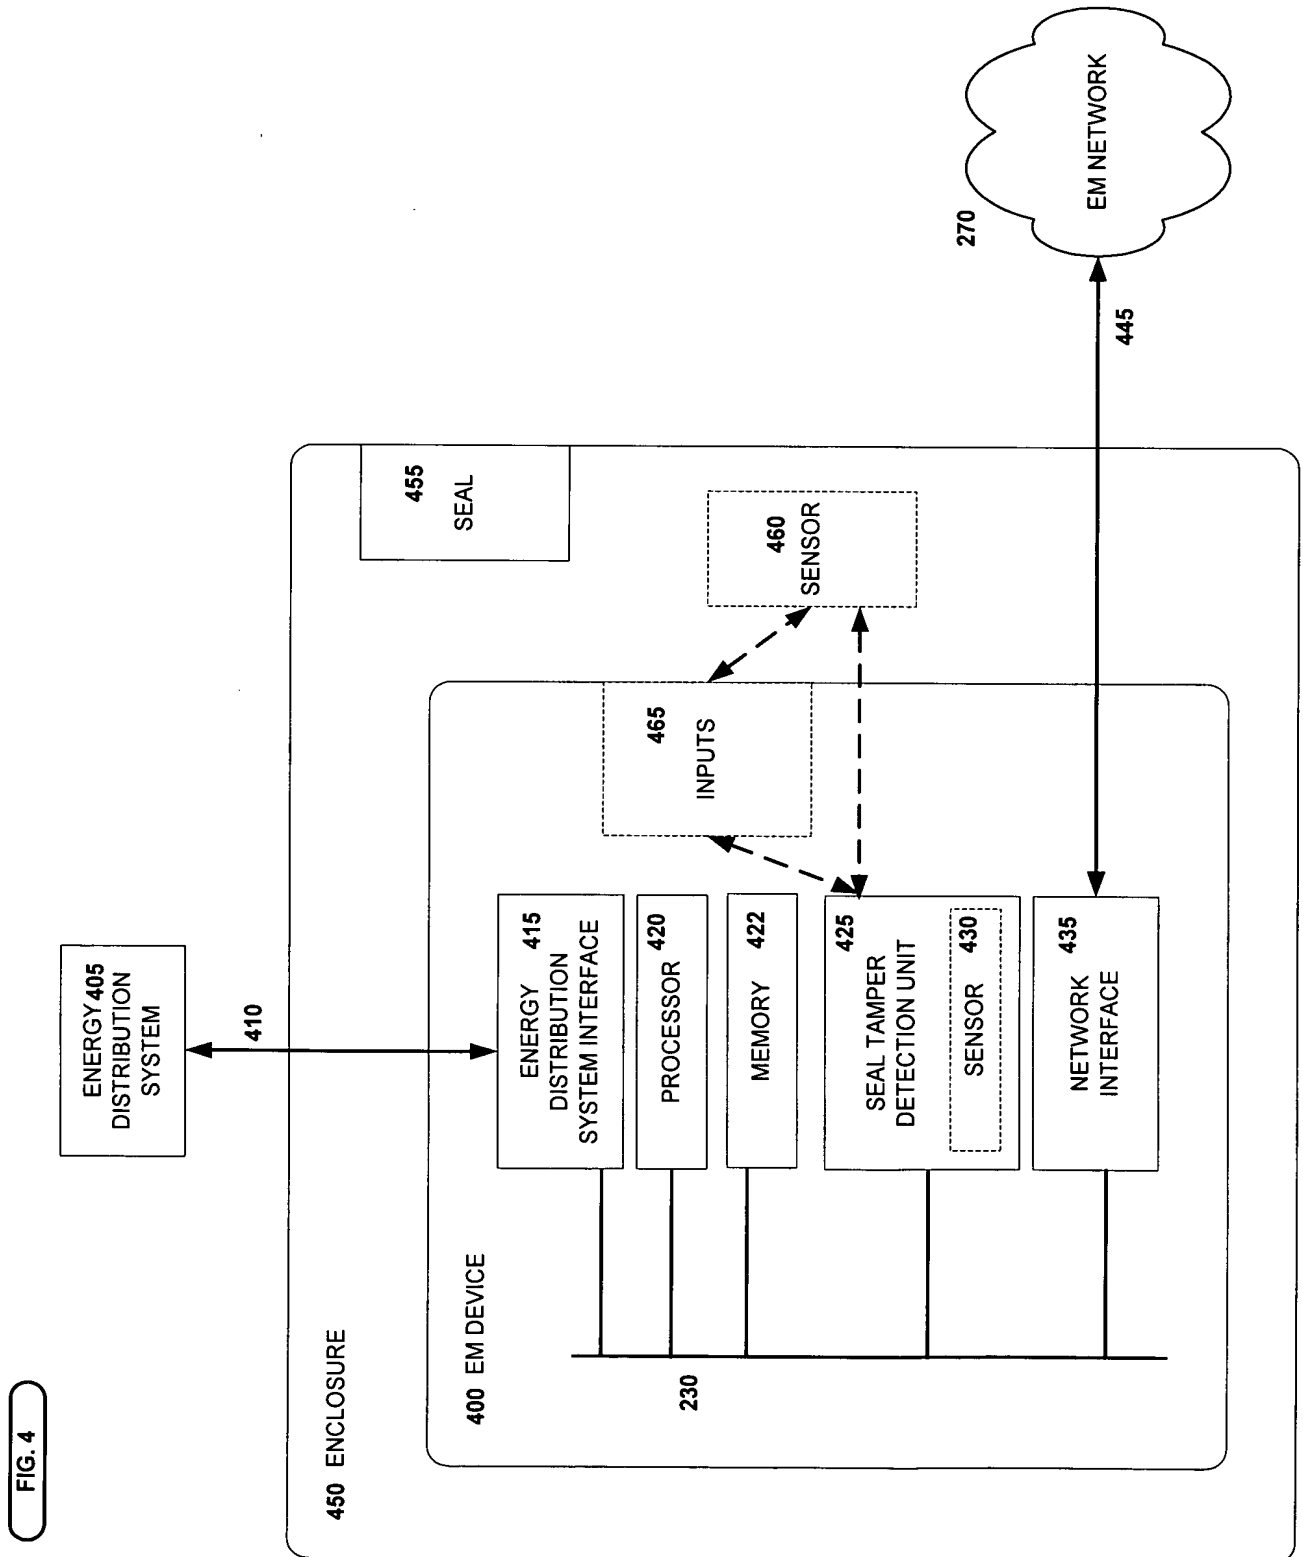 FIG. 4
450 ENCLOSURE
400 EM DEVICE
230
ENERGY 405
DISTRIBUTION
SYSTEM
410
ENERGY 415
DISTRIBUTION
SYSTEM INTERFACE
PROCESSOR 420
MEMORY 422
SEAL TAMPER 425
DETECTION UNIT
SENSOR 430
NETWORK 435
INTERFACE
465
INPUTS
460
SENSOR
455
SEAL
445
270
EM NETWORK